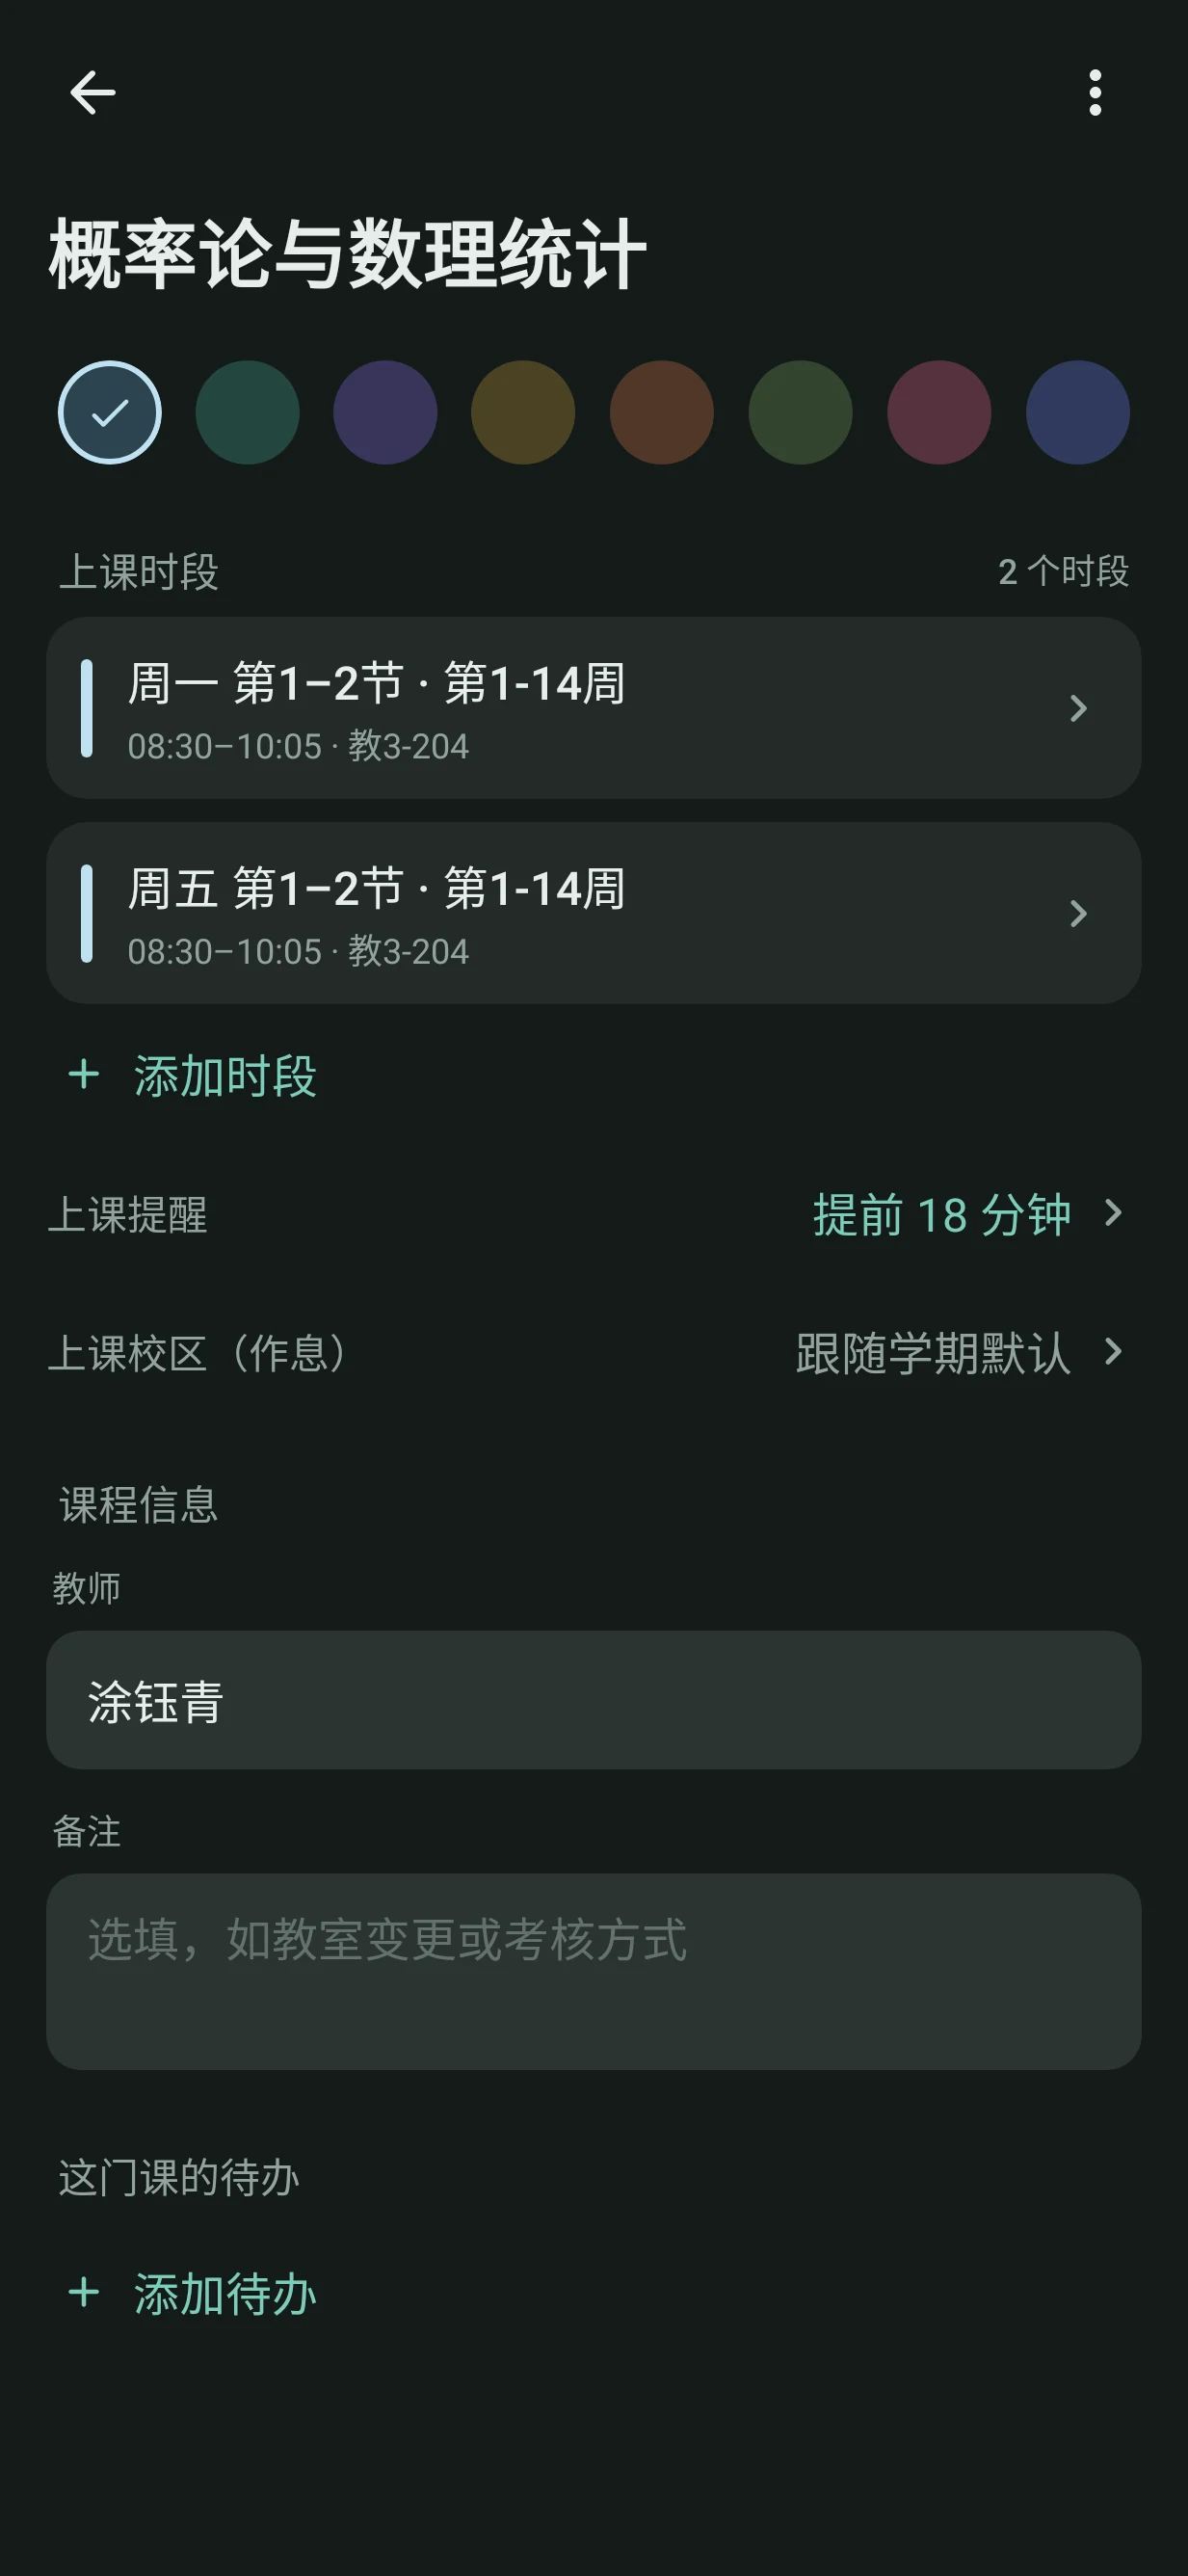 概率论与数理统计
上课时段
2 个时段
周一 第1–2节 · 第1-14周
08:30–10:05 · 教3-204
周五 第1–2节 · 第1-14周
08:30–10:05 · 教3-204
+ 添加时段
上课提醒
提前 18 分钟
上课校区（作息）
跟随学期默认
课程信息
教师
涂钰青
备注
选填，如教室变更或考核方式
这门课的待办
+ 添加待办